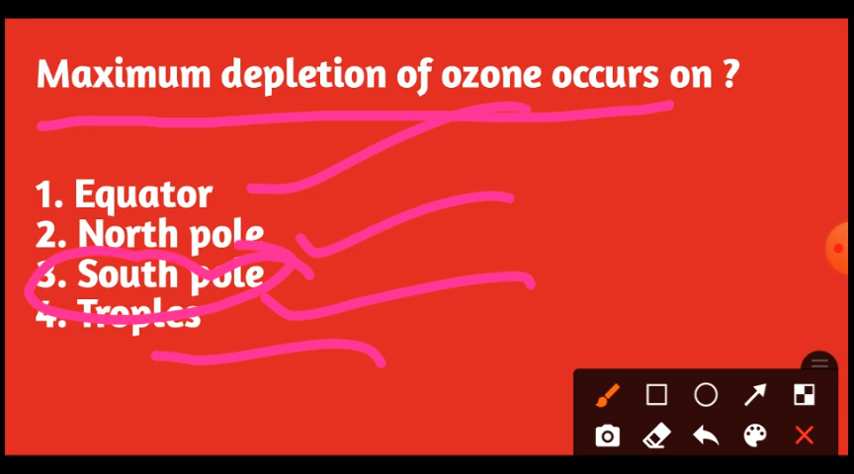 Maximum depletion of ozone occurs on ?
1. Equator
2. North pole
3. South pole
4. Troples